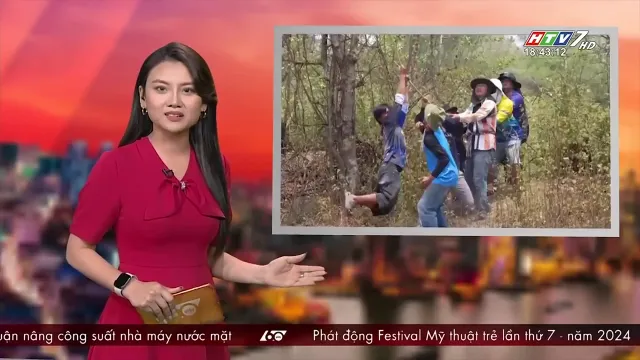 HTV7 HD
18:43:12
uận nâng công suất nhà máy nước mặt 60 Phát động Festival Mỹ thuật trẻ lần thứ 7 - năm 2024